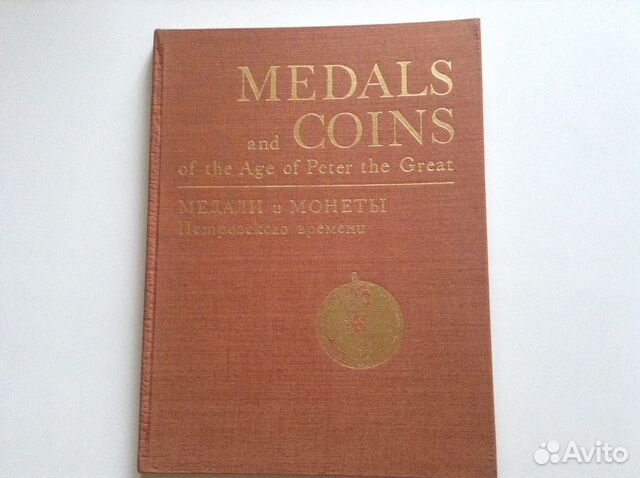 MEDALS
and COINS
of the Age of Peter the Great
МЕДАЛИ и МОНЕТЫ
Петровского времени
Avito